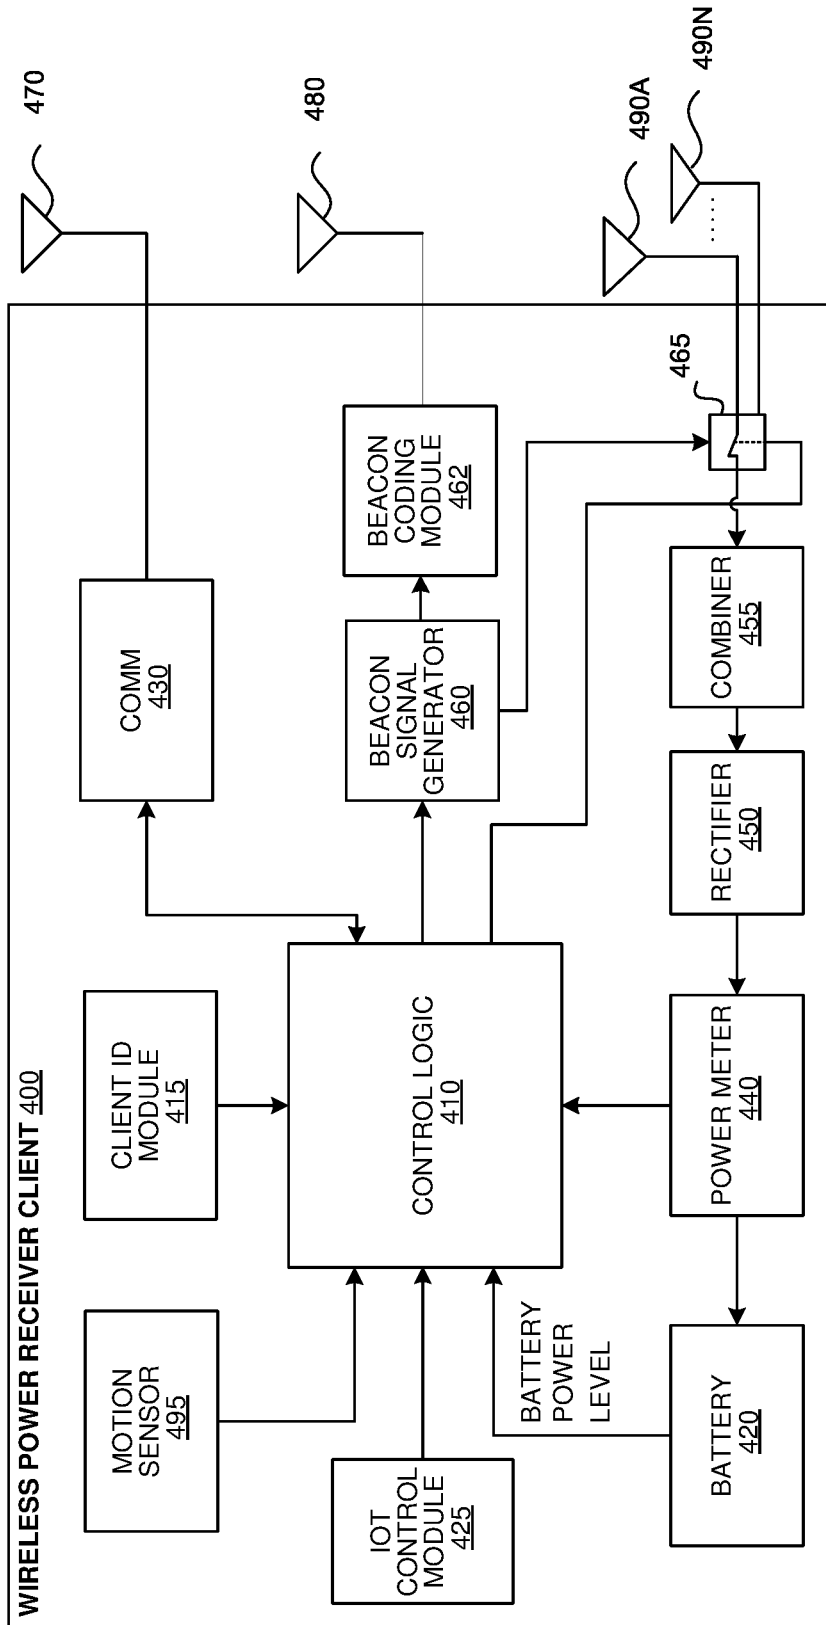 WIRELESS POWER RECEIVER CLIENT 400
MOTION
SENSOR
495
CLIENT ID
MODULE
415
COMM
430
470
IOT
CONTROL
MODULE
425
CONTROL LOGIC
410
BEACON
SIGNAL
GENERATOR
460
BEACON
CODING
MODULE
462
480
BATTERY
POWER
LEVEL
BATTERY
420
POWER METER
440
RECTIFIER
450
COMBINER
455
465
490A
490N